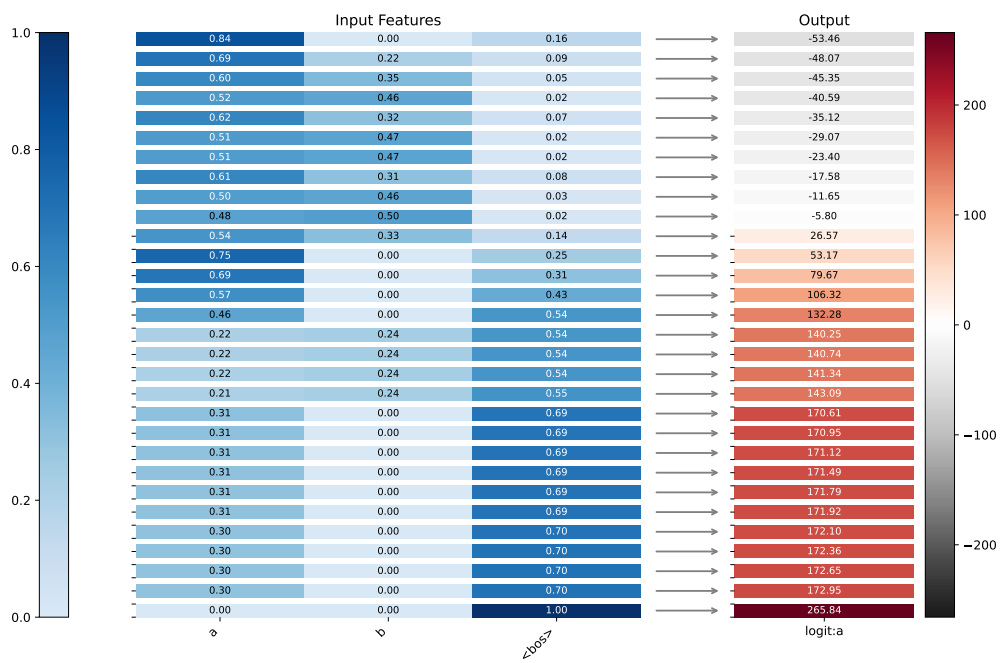 Input Features Output
1.0 0.84 0.00 0.16 -53.46
0.69 0.22 0.09 -48.07
0.60 0.35 0.05 -45.35
0.52 0.46 0.02 -40.59 200
0.8 0.62 0.32 0.07 -35.12
0.51 0.47 0.02 -29.07
0.51 0.47 0.02 -23.40
0.61 0.31 0.08 -17.58
0.50 0.46 0.03 -11.65 100
0.48 0.50 0.02 -5.80
0.54 0.33 0.14 26.57
0.6 0.75 0.00 0.25 53.17
0.69 0.00 0.31 79.67
0.57 0.00 0.43 106.32
0.46 0.00 0.54 132.28 0
0.22 0.24 0.54 140.25
0.22 0.24 0.54 140.74
0.4 0.22 0.24 0.54 141.34
0.21 0.24 0.55 143.09
0.31 0.00 0.69 170.61
0.31 0.00 0.69 170.95 −100
0.31 0.00 0.69 171.12
0.31 0.00 0.69 171.49
0.2 0.31 0.00 0.69 171.79
0.31 0.00 0.69 171.92
0.30 0.00 0.70 172.10
0.30 0.00 0.70 172.36 −200
0.30 0.00 0.70 172.65
0.30 0.00 0.70 172.95
0.0 0.00 0.00 1.00 265.84
a b <bos> logit:a